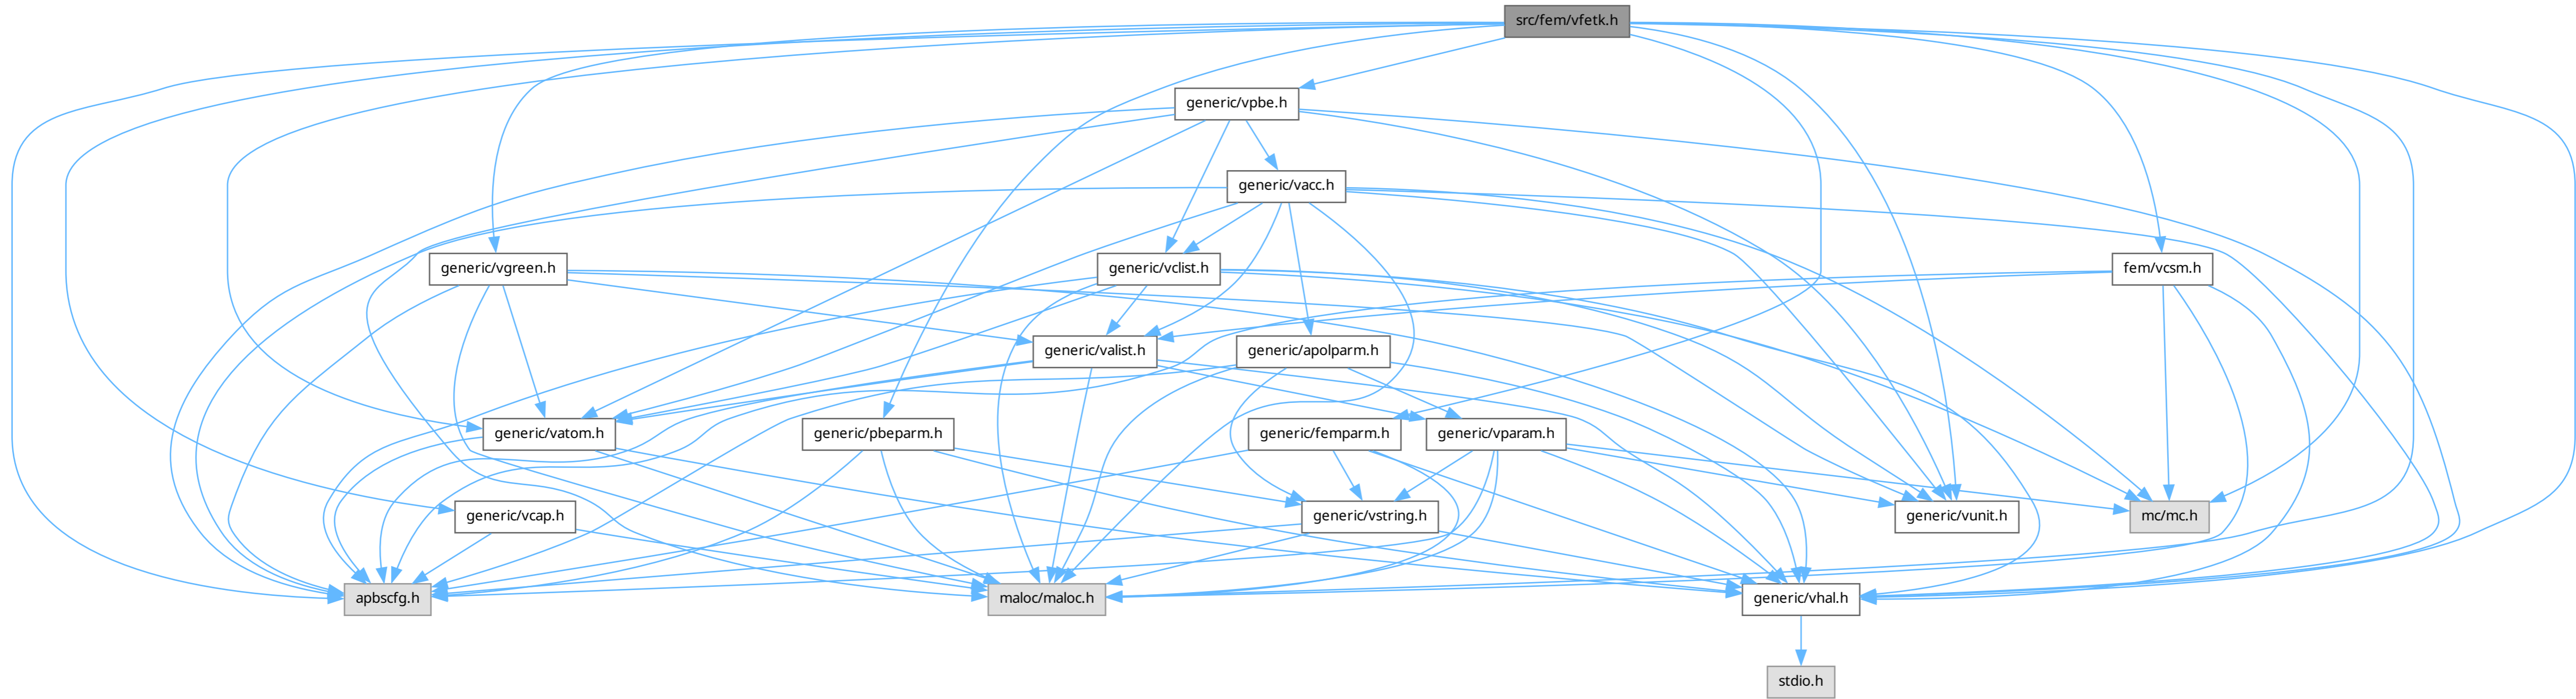 src/fem/vfetk.h
generic/vpbe.h
generic/vacc.h
generic/vgreen.h
generic/vclist.h
fem/vcsm.h
generic/valist.h
generic/apolparm.h
generic/vatom.h
generic/pbeparm.h
generic/femparm.h
generic/vparam.h
generic/vcap.h
generic/vstring.h
generic/vunit.h
mc/mc.h
apbscfg.h
maloc/maloc.h
generic/vhal.h
stdio.h